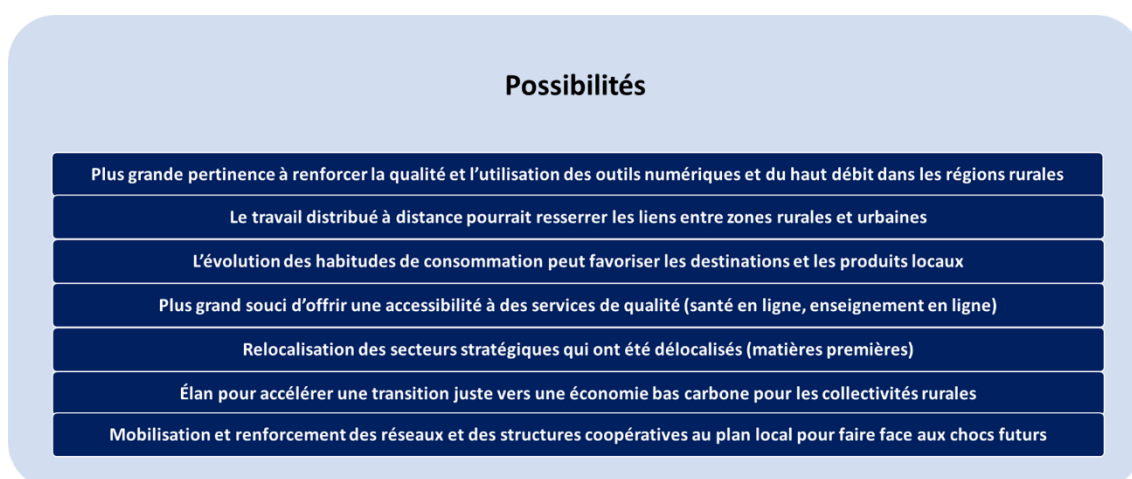 Possibilités
Plus grande pertinence à renforcer la qualité et l’utilisation des outils numériques et du haut débit dans les régions rurales
Le travail distribué à distance pourrait resserrer les liens entre zones rurales et urbaines
L’évolution des habitudes de consommation peut favoriser les destinations et les produits locaux
Plus grand souci d’offrir une accessibilité à des services de qualité (santé en ligne, enseignement en ligne)
Relocalisation des secteurs stratégiques qui ont été délocalisés (matières premières)
Élan pour accélérer une transition juste vers une économie bas carbone pour les collectivités rurales
Mobilisation et renforcement des réseaux et des structures coopératives au plan local pour faire face aux chocs futurs